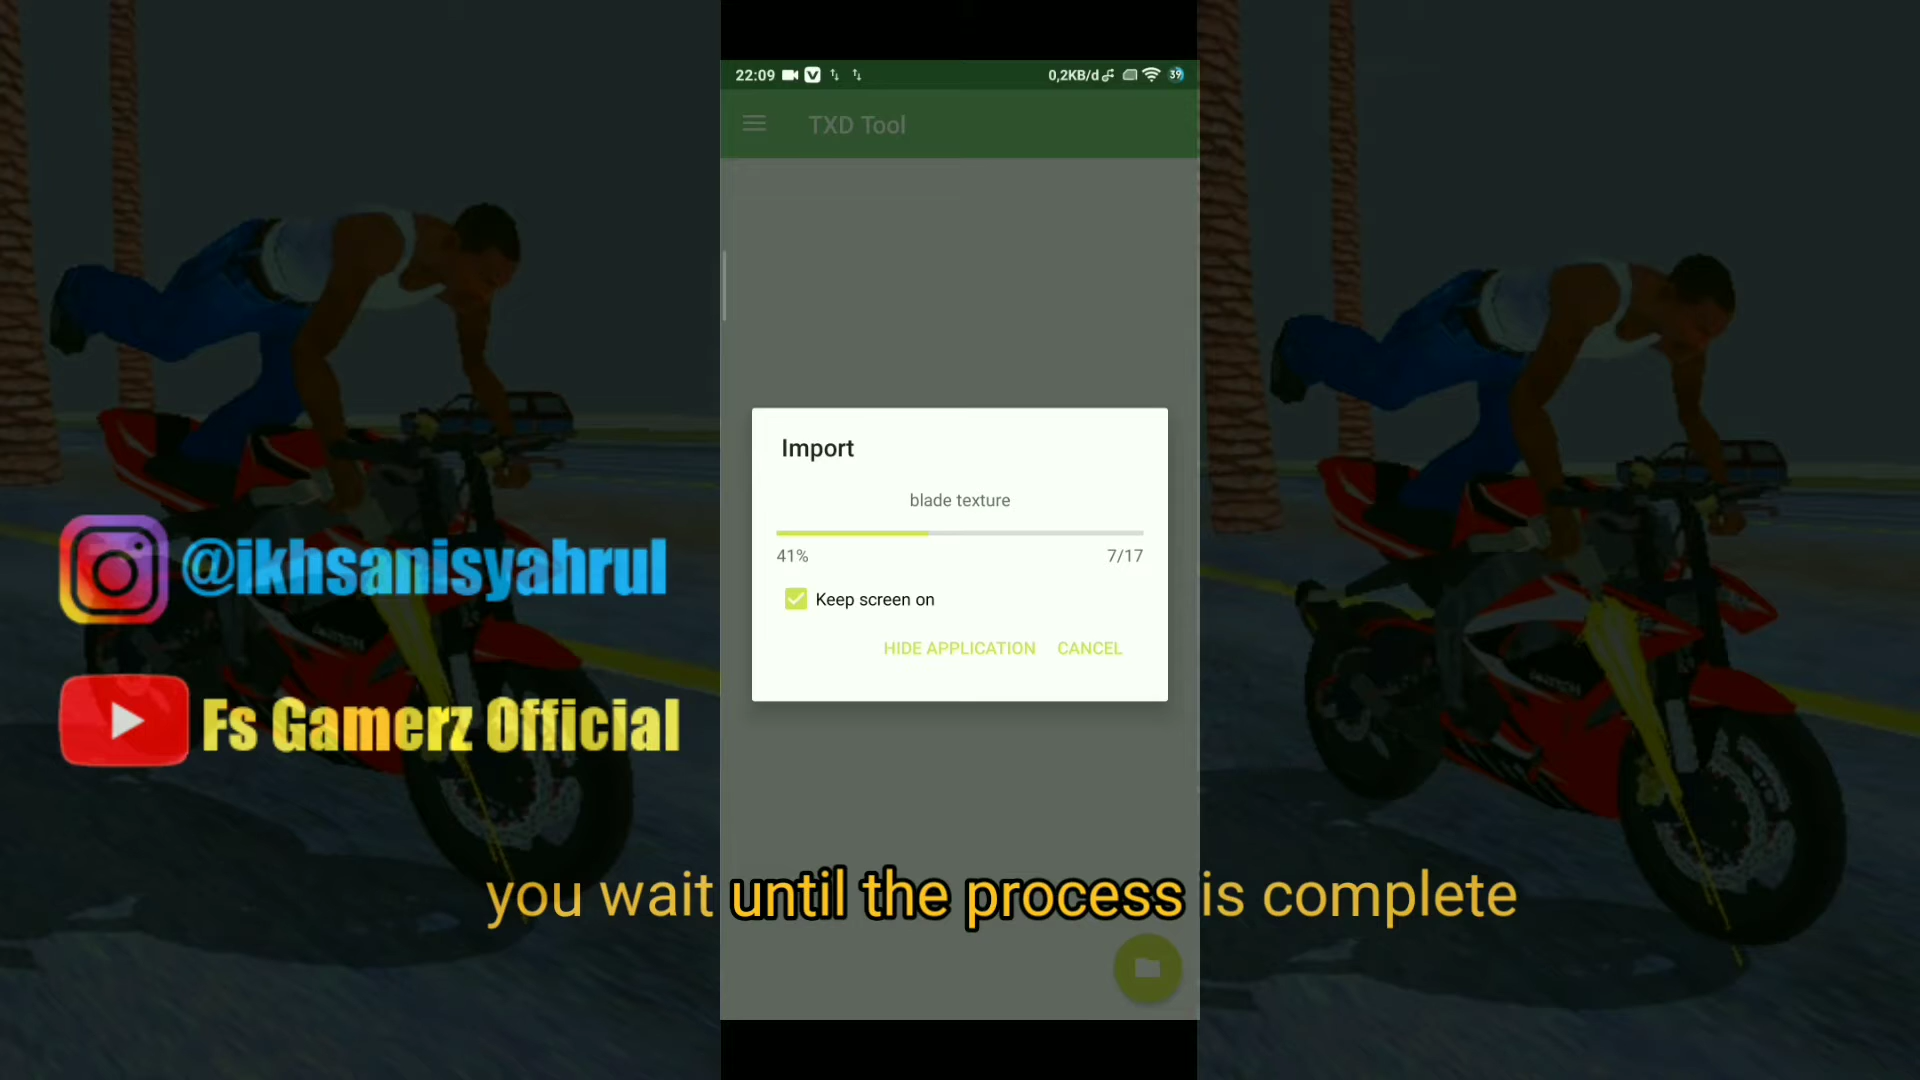 22:09
0,2KB/d
39
TXD Tool
Import
blade texture
41%
7/17
Keep screen on
HIDE APPLICATION
CANCEL
@ikhsanisyahrul
Fs Gamerz Official
you wait until the process is complete